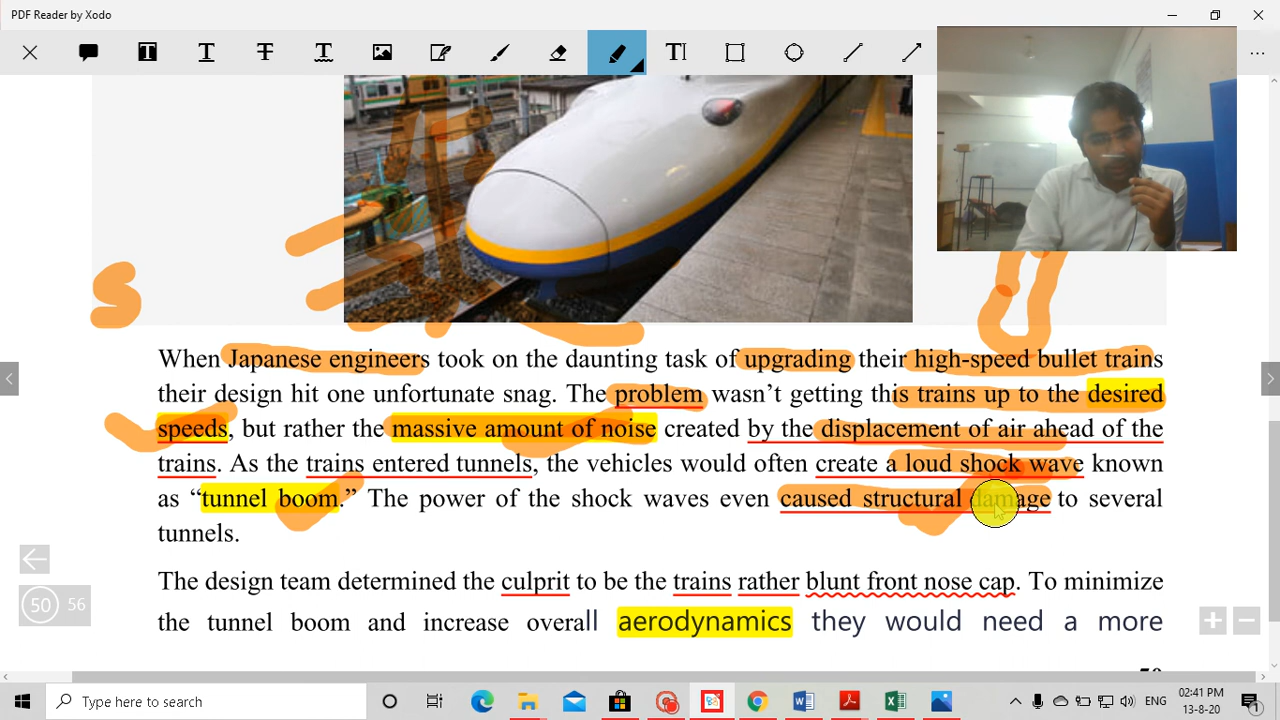 PDF Reader by Xodo
T T T T TI
S
When Japanese engineers took on the daunting task of upgrading their high-speed bullet trains
their design hit one unfortunate snag. The problem wasn't getting this trains up to the desired
speeds, but rather the massive amount of noise created by the displacement of air ahead of the
trains. As the trains entered tunnels, the vehicles would often create a loud shock wave known
as “tunnel boom.” The power of the shock waves even caused structural damage to several
tunnels.
The design team determined the culprit to be the trains rather blunt front nose cap. To minimize
the tunnel boom and increase overall aerodynamics they would need a more
50 56
Type here to search
ENG
02:41 PM
13-8-20
1